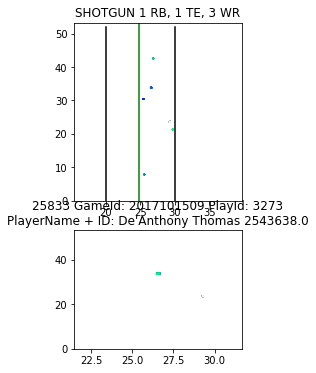 SHOTGUN 1 RB, 1 TE, 3 WR
50
40
30
20
10
0
20 25 30 35
25833 GameId: 2017101509 PlayId: 3273
PlayerName + ID: De'Anthony Thomas 2543638.0
40
20
0
22.5 25.0 27.5 30.0